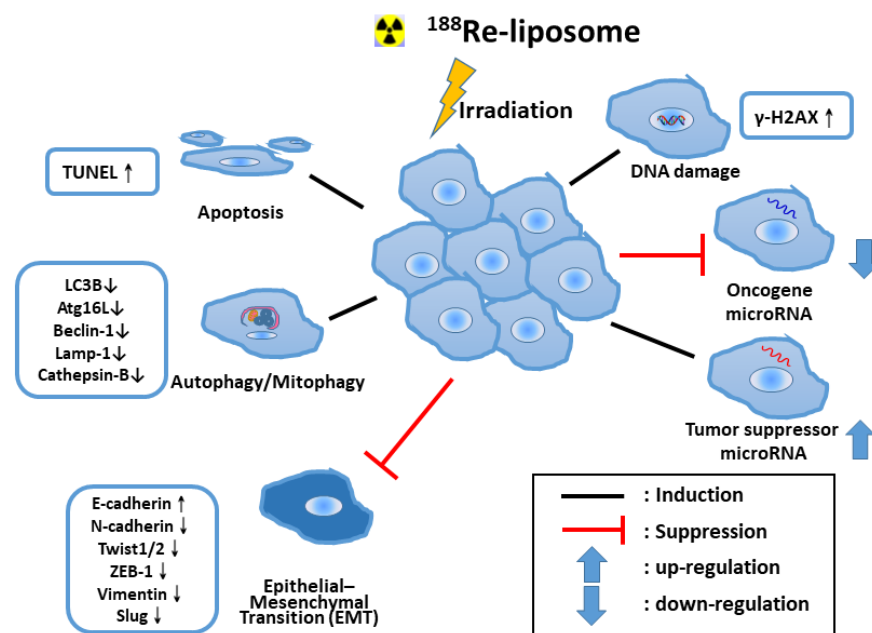 ¹⁸⁸Re-liposome
Irradiation
γ-H2AX ↑
DNA damage
TUNEL ↑
Apoptosis
Oncogene
microRNA
LC3B↓
Atg16L↓
Beclin-1↓
Lamp-1↓
Cathepsin-B↓
Autophagy/Mitophagy
Tumor suppressor
microRNA
E-cadherin ↑
N-cadherin ↓
Twist1/2 ↓
ZEB-1 ↓
Vimentin ↓
Slug ↓
Epithelial–
Mesenchymal
Transition (EMT)
: Induction
: Suppression
: up-regulation
: down-regulation